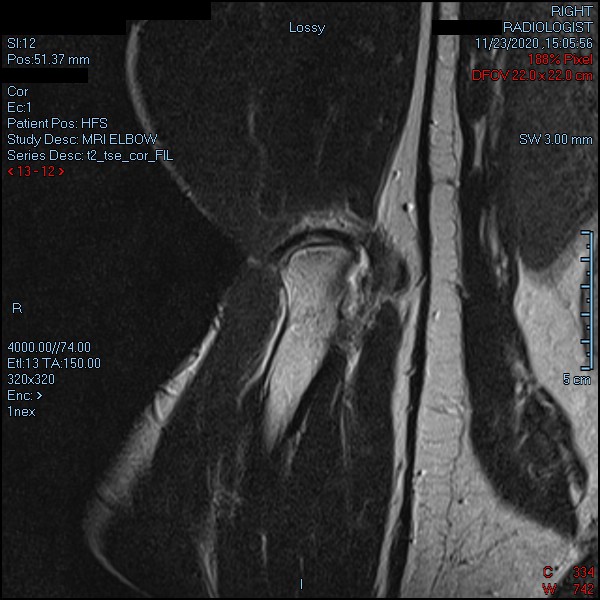 Lossy
RIGHT
RADIOLOGIST
11/23/2020 ,15:05:56
188% Pixel
DFOV 22.0 x 22.0 cm
SW 3.00 mm
SI:12
Pos:51.37 mm
Cor
Ec:1
Patient Pos: HFS
Study Desc: MRI ELBOW
Series Desc: t2_tse_cor_FIL
< 13 - 12 >
R
4000.00//74.00
Etl:13 TA:150.00
320x320
Enc: >
1nex
5 cm
I
C: 334
W: 742